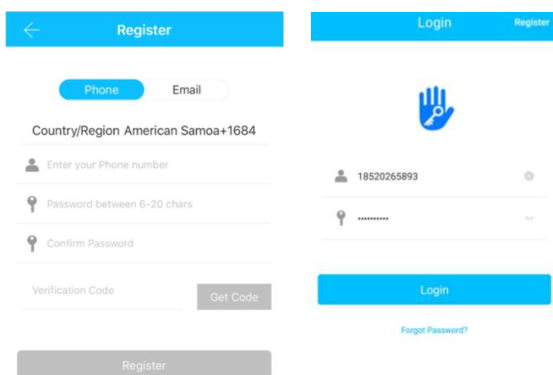 Register
Phone Email
Country/Region American Samoa+1684
Enter your Phone number
Password between 6-20 chars
Confirm Password
Verification Code Get Code
Register
Login Register
18520265893
••••••••••
Login
Forgot Password?